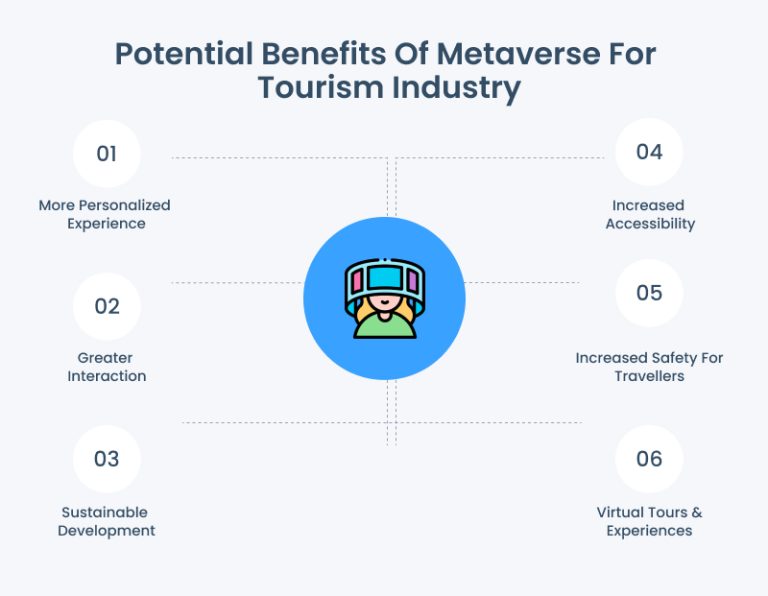 Potential Benefits Of Metaverse For
Tourism Industry
01
More Personalized
Experience
02
Greater
Interaction
03
Sustainable
Development
04
Increased
Accessibility
05
Increased Safety For
Travellers
06
Virtual Tours &
Experiences